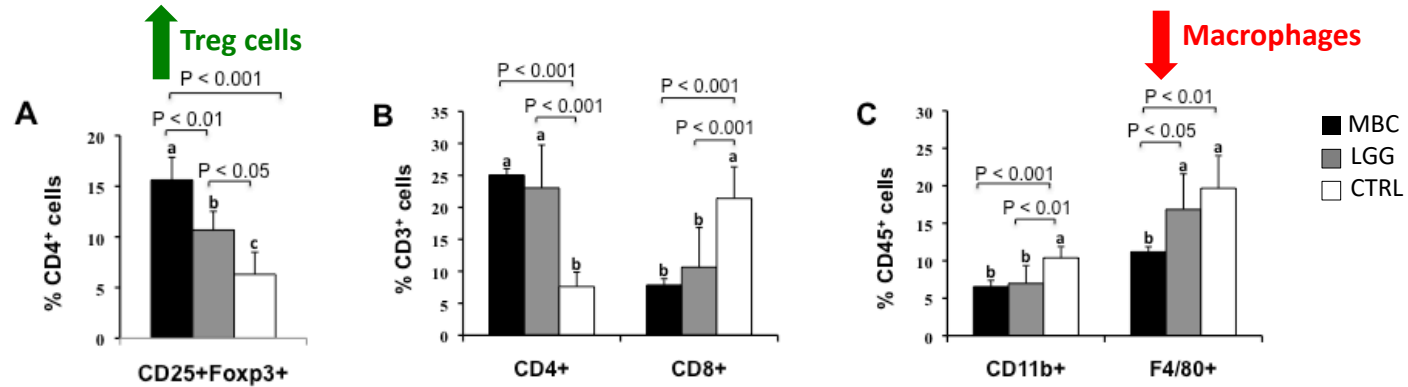 Treg cells
Macrophages
A
P < 0.001
P < 0.01
P < 0.05
20
15
10
5
0
% CD4⁺ cells
a
b
c
CD25+Foxp3+
B
P < 0.001
P < 0.001
P < 0.001
P < 0.001
35
30
25
20
15
10
5
0
% CD3⁺ cells
a
a
b
b
b
a
CD4+
CD8+
C
P < 0.01
P < 0.05
P < 0.001
P < 0.01
30
25
20
15
10
5
0
% CD45⁺ cells
b
b
a
b
a
a
CD11b+
F4/80+
MBC
LGG
CTRL